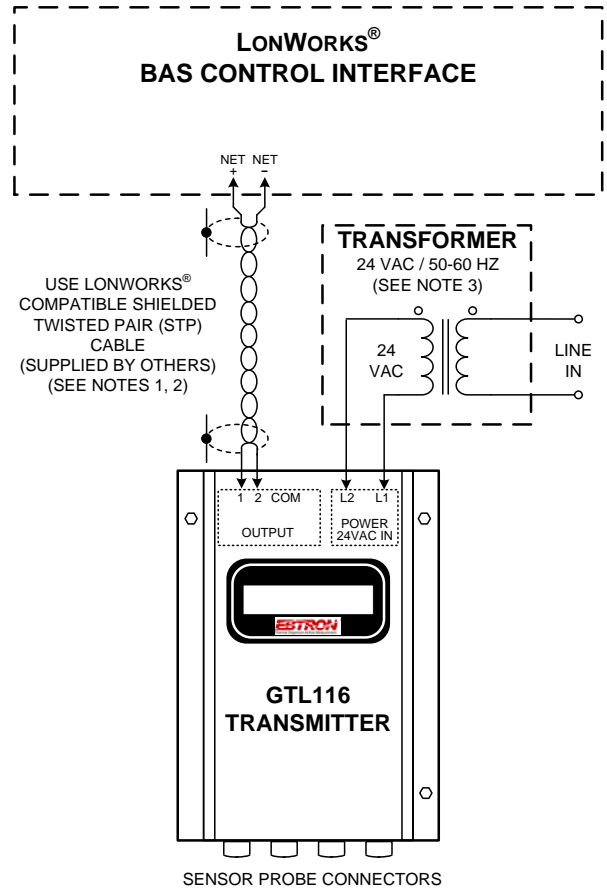 LONWORKS®
BAS CONTROL INTERFACE
NET NET
+ −
TRANSFORMER
24 VAC / 50-60 HZ
(SEE NOTE 3)
USE LONWORKS®
COMPATIBLE SHIELDED
TWISTED PAIR (STP)
CABLE
(SUPPLIED BY OTHERS)
(SEE NOTES 1, 2)
24
VAC
LINE
IN
1 2 COM
OUTPUT
L2 L1
POWER
24VAC IN
EBTRON
GTL116
TRANSMITTER
SENSOR PROBE CONNECTORS